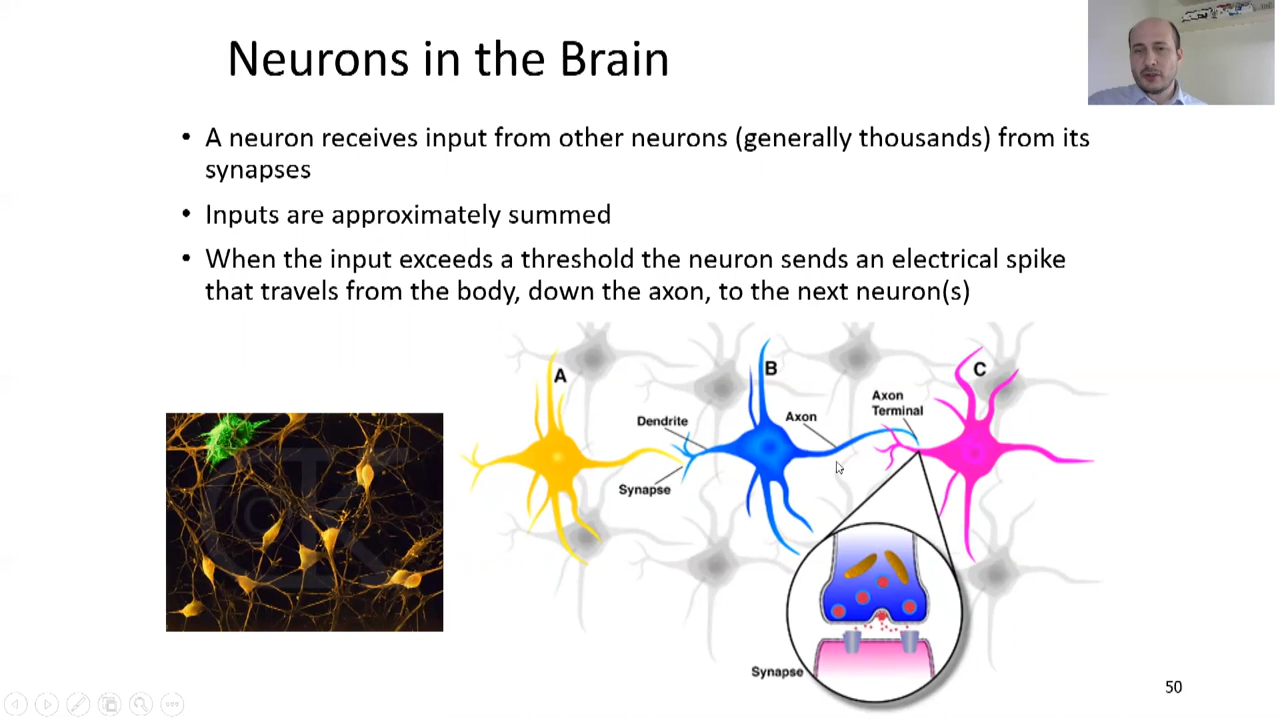 Neurons in the Brain
• A neuron receives input from other neurons (generally thousands) from its
synapses
• Inputs are approximately summed
• When the input exceeds a threshold the neuron sends an electrical spike
that travels from the body, down the axon, to the next neuron(s)
A
B
C
Dendrite
Axon
Axon
Terminal
Synapse
Synapse
50